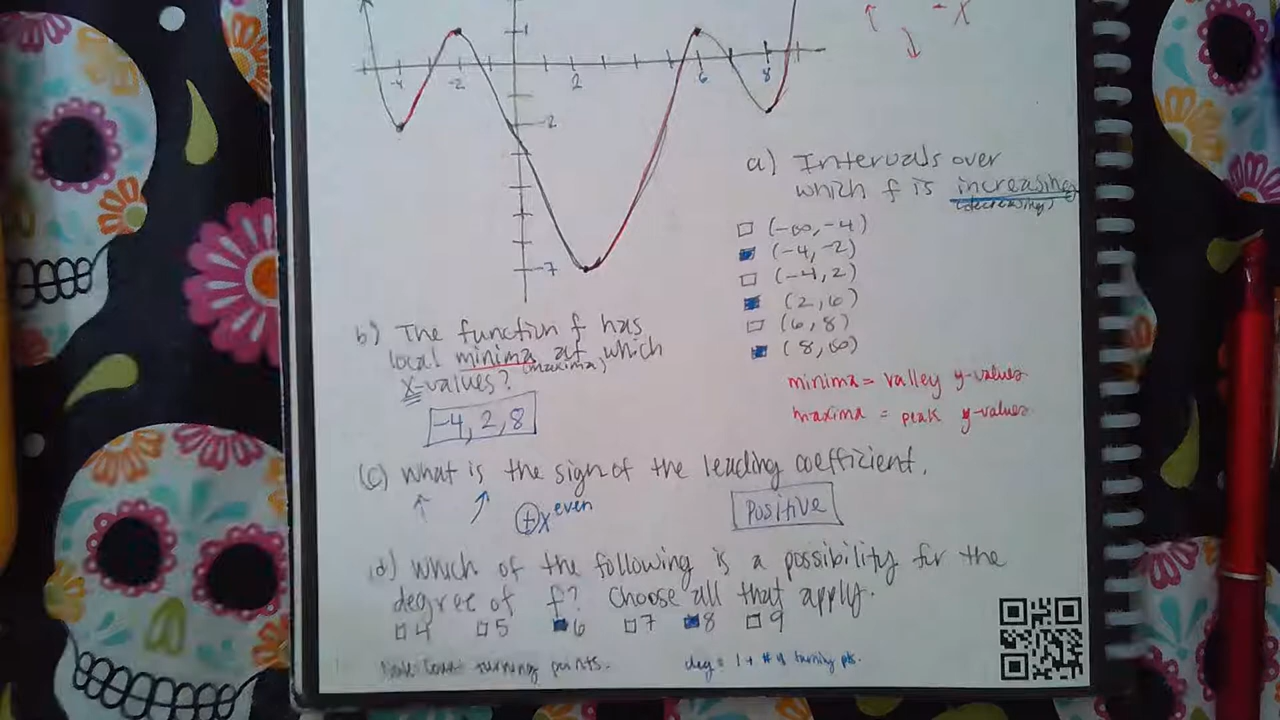 1
-x
-4 -2 2 6 8
-2
-7
a) Intervals over
which f is increasing
(decreasing)
(-∞,-4)
(-4,-2)
(-4,2)
(2,6)
(6,8)
(8,∞)
b) The function f has
local minima at which
(maxima)
x-values?
-4, 2, 8
minima = valley y-values
maxima = peak y-values
(c) What is the sign of the leading coefficient.
+x^even
Positive
(d) Which of the following is a possibility for the
degree of f? Choose all that apply.
4 5 6 7 8 9
turning points.
deg = 1 + # of turning pts.